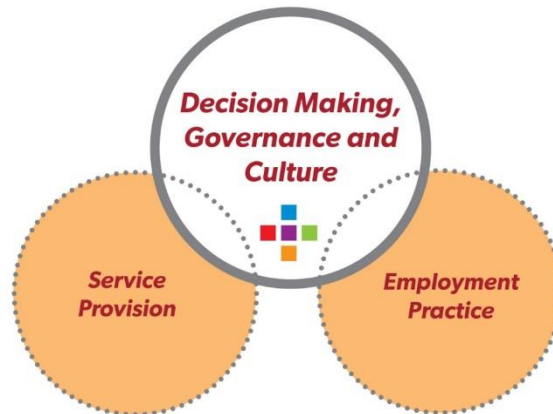 Decision Making,
Governance and
Culture
Service
Provision
Employment
Practice